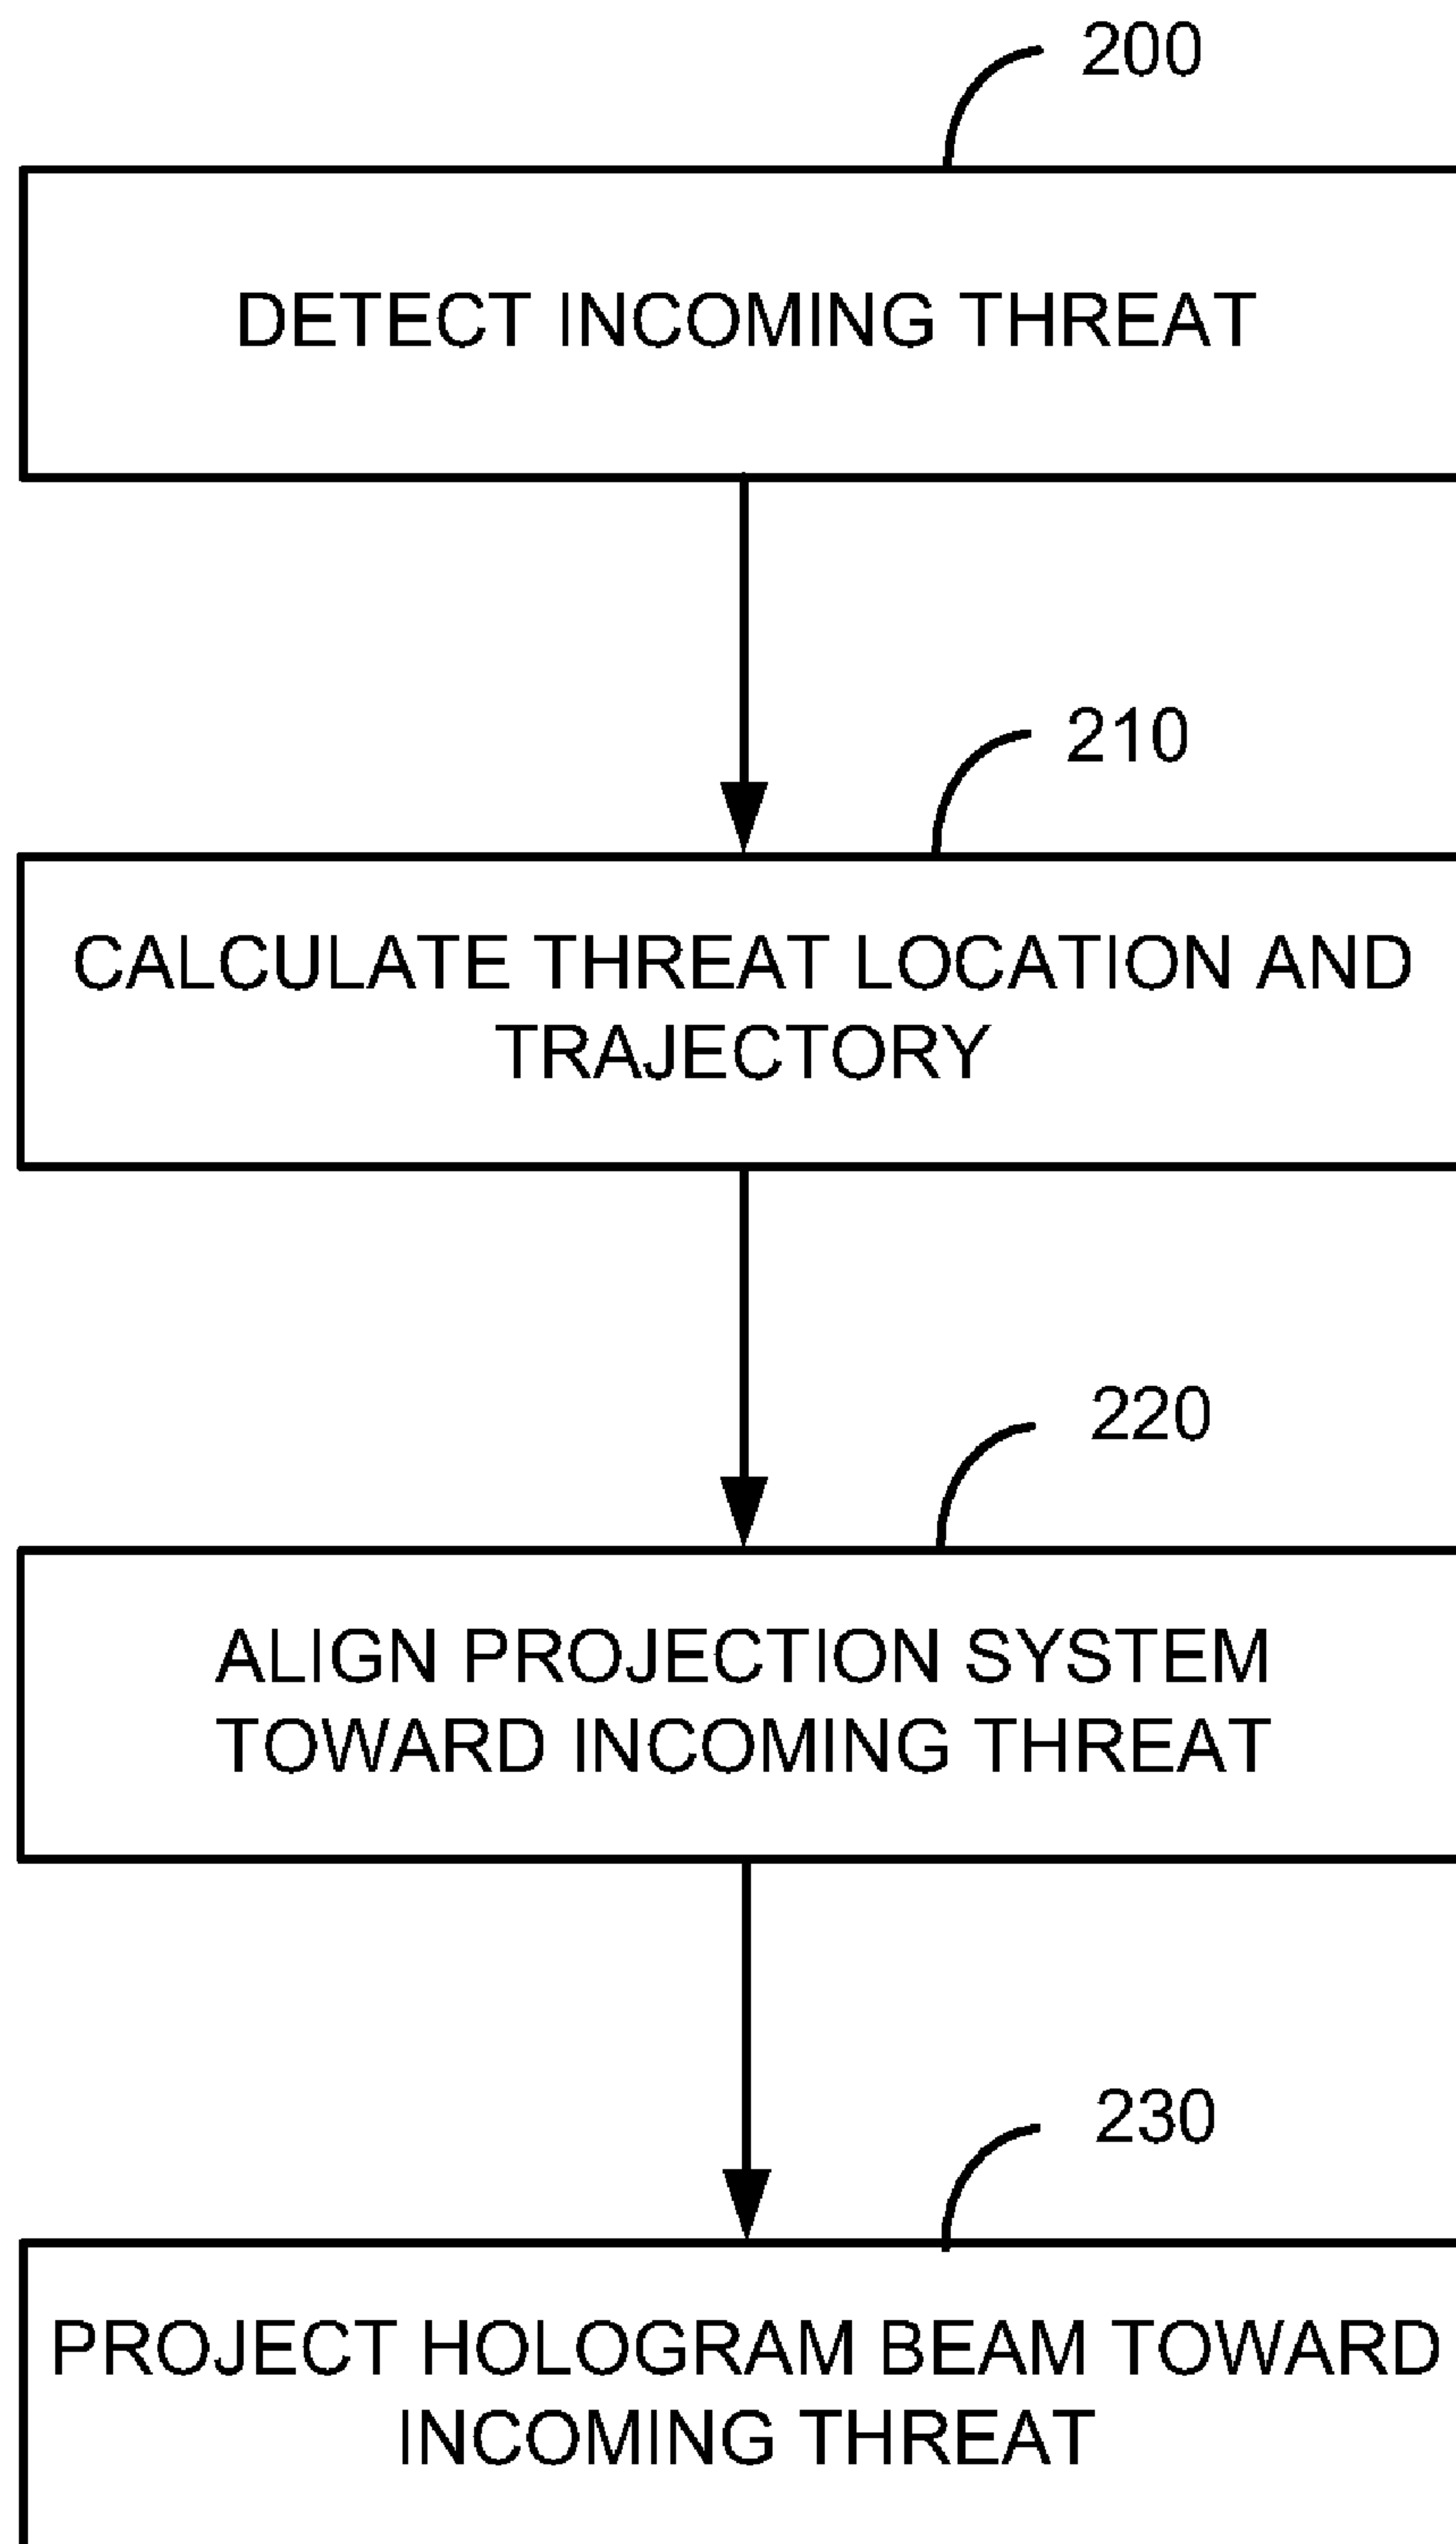 200
DETECT INCOMING THREAT
210
CALCULATE THREAT LOCATION AND
TRAJECTORY
220
ALIGN PROJECTION SYSTEM
TOWARD INCOMING THREAT
230
PROJECT HOLOGRAM BEAM TOWARD
INCOMING THREAT